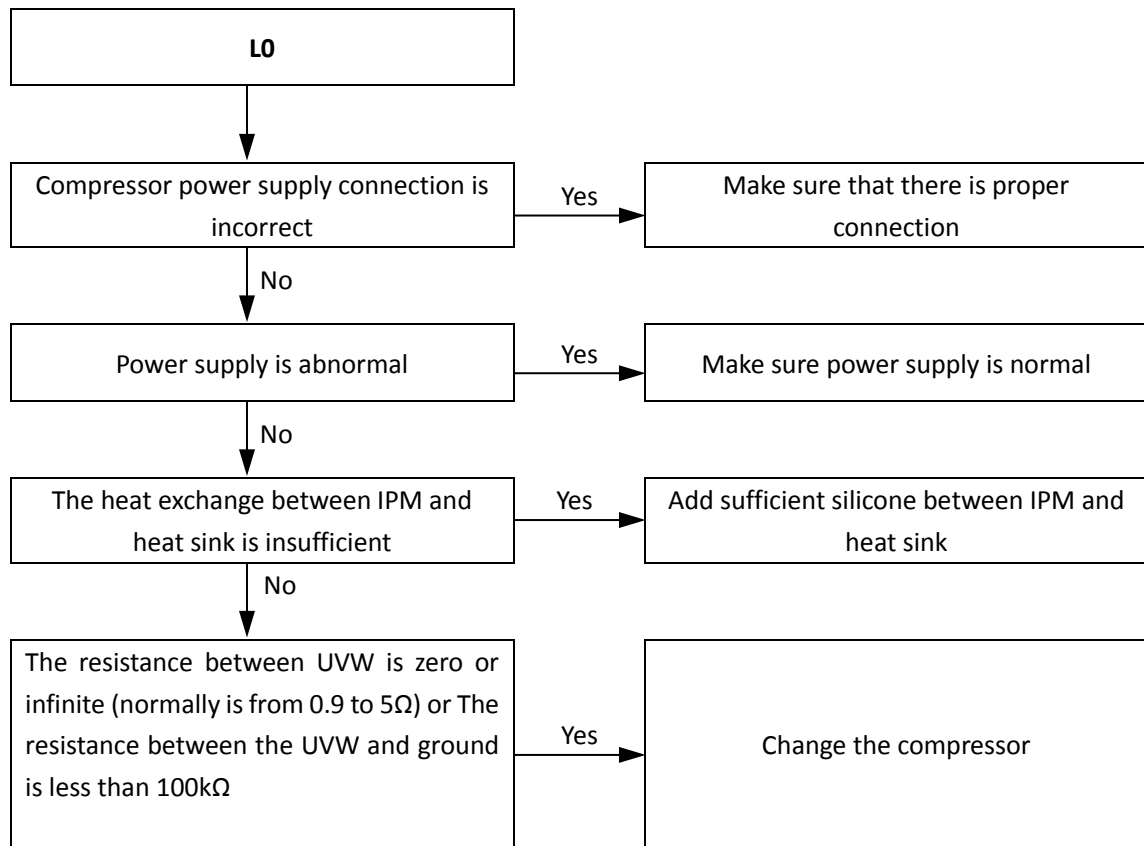 L0
Compressor power supply connection is
incorrect
Yes
Make sure that there is proper
connection
No
Power supply is abnormal
Yes
Make sure power supply is normal
No
The heat exchange between IPM and
heat sink is insufficient
Yes
Add sufficient silicone between IPM and
heat sink
No
The resistance between UVW is zero or
infinite (normally is from 0.9 to 5Ω) or The
resistance between the UVW and ground
is less than 100kΩ
Yes
Change the compressor